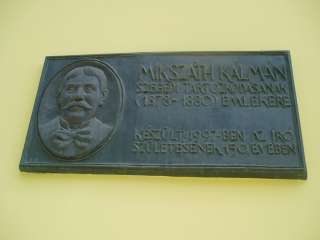 MIKSZÁTH KÁLMÁN
SZEGEDI TARTÓZKODÁSÁNAK
(1878-1880) EMLÉKÉRE
KÉSZÜLT 1997-BEN AZ ÍRÓ
SZÜLETÉSÉNEK 150. ÉVÉBEN